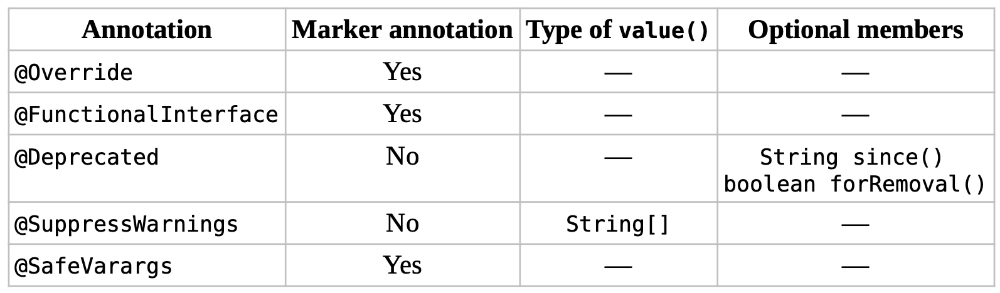 Annotation Marker annotation Type of value() Optional members
@Override Yes — —
@FunctionalInterface Yes — —
@Deprecated No — String since()
boolean forRemoval()
@SuppressWarnings No String[] —
@SafeVarargs Yes — —